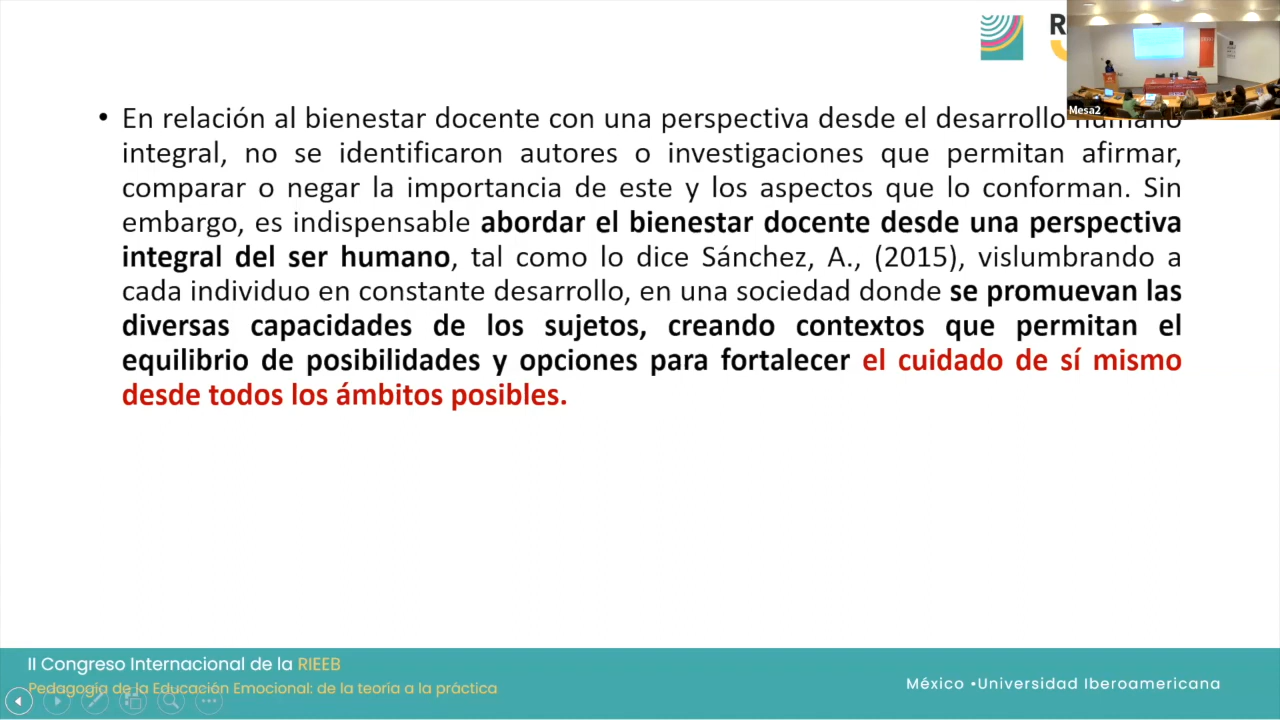 R
Mesa2
• En relación al bienestar docente con una perspectiva desde el desarrollo humano
integral, no se identificaron autores o investigaciones que permitan afirmar,
comparar o negar la importancia de este y los aspectos que lo conforman. Sin
embargo, es indispensable abordar el bienestar docente desde una perspectiva
integral del ser humano, tal como lo dice Sánchez, A., (2015), vislumbrando a
cada individuo en constante desarrollo, en una sociedad donde se promuevan las
diversas capacidades de los sujetos, creando contextos que permitan el
equilibrio de posibilidades y opciones para fortalecer el cuidado de sí mismo
desde todos los ámbitos posibles.
II Congreso Internacional de la RIEEB
Pedagogía de la Educación Emocional: de la teoría a la práctica
México •Universidad Iberoamericana